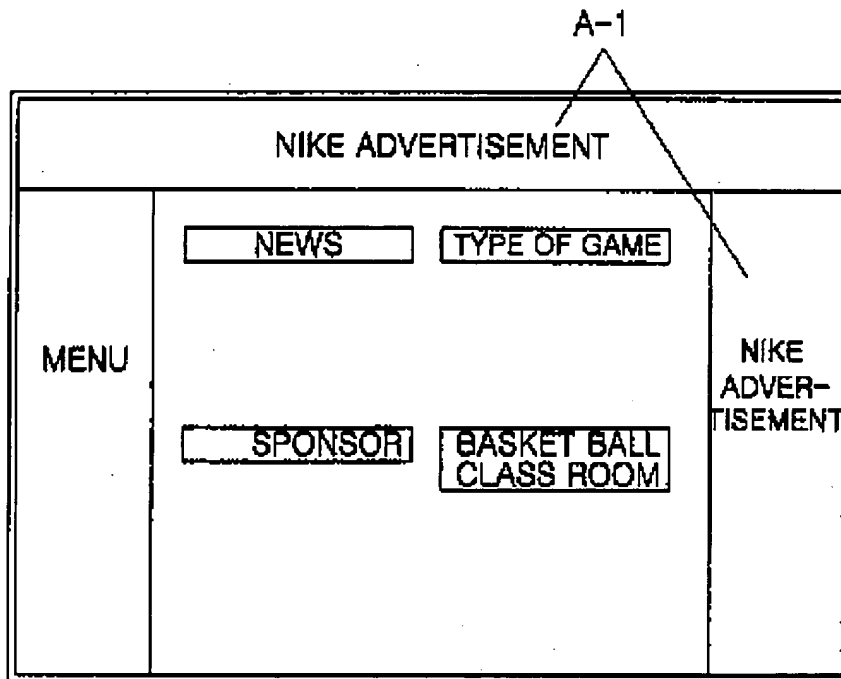 A-1
NIKE ADVERTISEMENT
NEWS
TYPE OF GAME
MENU
NIKE
ADVER-
TISEMENT
SPONSOR
BASKET BALL
CLASS ROOM